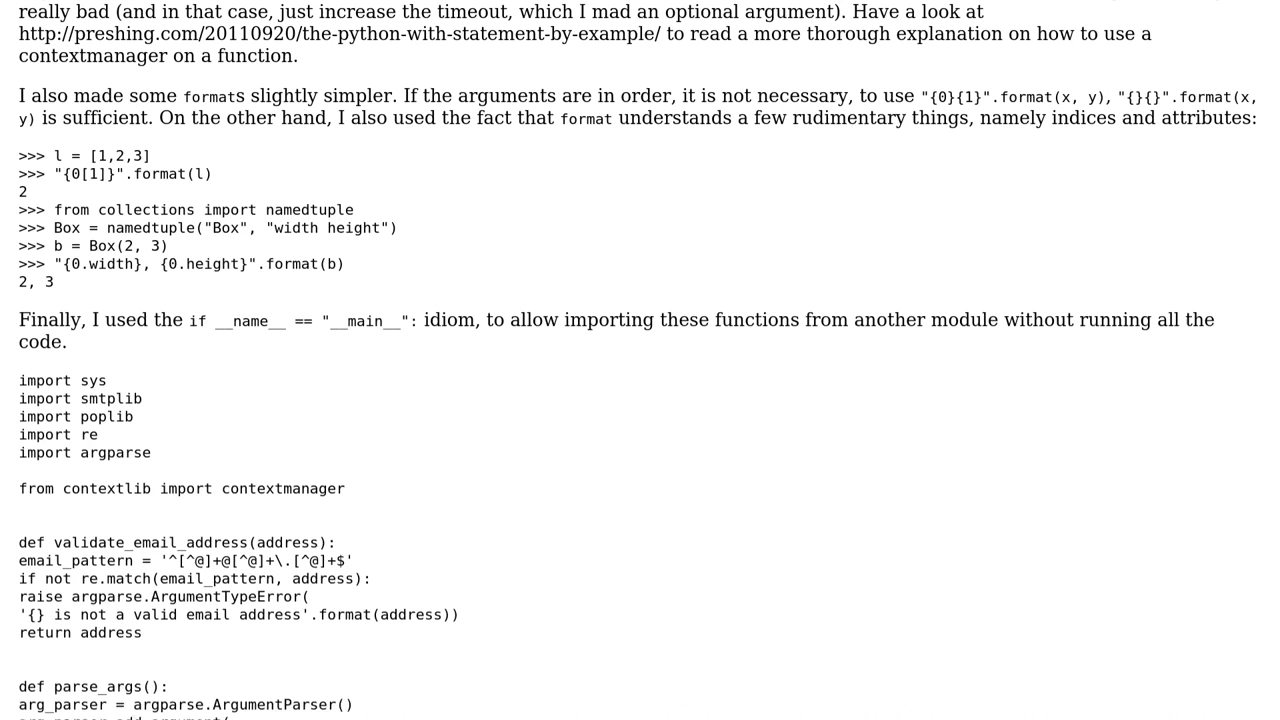 really bad (and in that case, just increase the timeout, which I mad an optional argument). Have a look at
http://preshing.com/20110920/the-python-with-statement-by-example/ to read a more thorough explanation on how to use a
contextmanager on a function.
I also made some formats slightly simpler. If the arguments are in order, it is not necessary, to use "{0}{1}".format(x, y), "{}{}".format(x,
y) is sufficient. On the other hand, I also used the fact that format understands a few rudimentary things, namely indices and attributes:
>>> l = [1,2,3]
>>> "{0[1]}".format(l)
2
>>> from collections import namedtuple
>>> Box = namedtuple("Box", "width height")
>>> b = Box(2, 3)
>>> "{0.width}, {0.height}".format(b)
2, 3
Finally, I used the if __name__ == "__main__": idiom, to allow importing these functions from another module without running all the
code.
import sys
import smtplib
import poplib
import re
import argparse
from contextlib import contextmanager
def validate_email_address(address):
email_pattern = '^[^@]+@[^@]+\.[^@]+$'
if not re.match(email_pattern, address):
raise argparse.ArgumentTypeError(
'{} is not a valid email address'.format(address))
return address
def parse_args():
arg_parser = argparse.ArgumentParser()